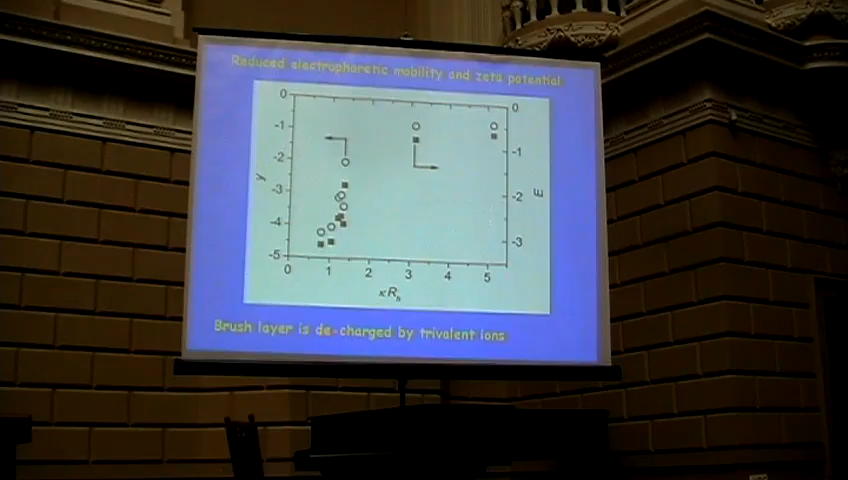 Reduced electrophoretic mobility and zeta potential
0
-1
-2
-3
-4
-5
y
0
-1
-2
-3
E
0 1 2 3 4 5
κRh
Brush layer is de-charged by trivalent ions